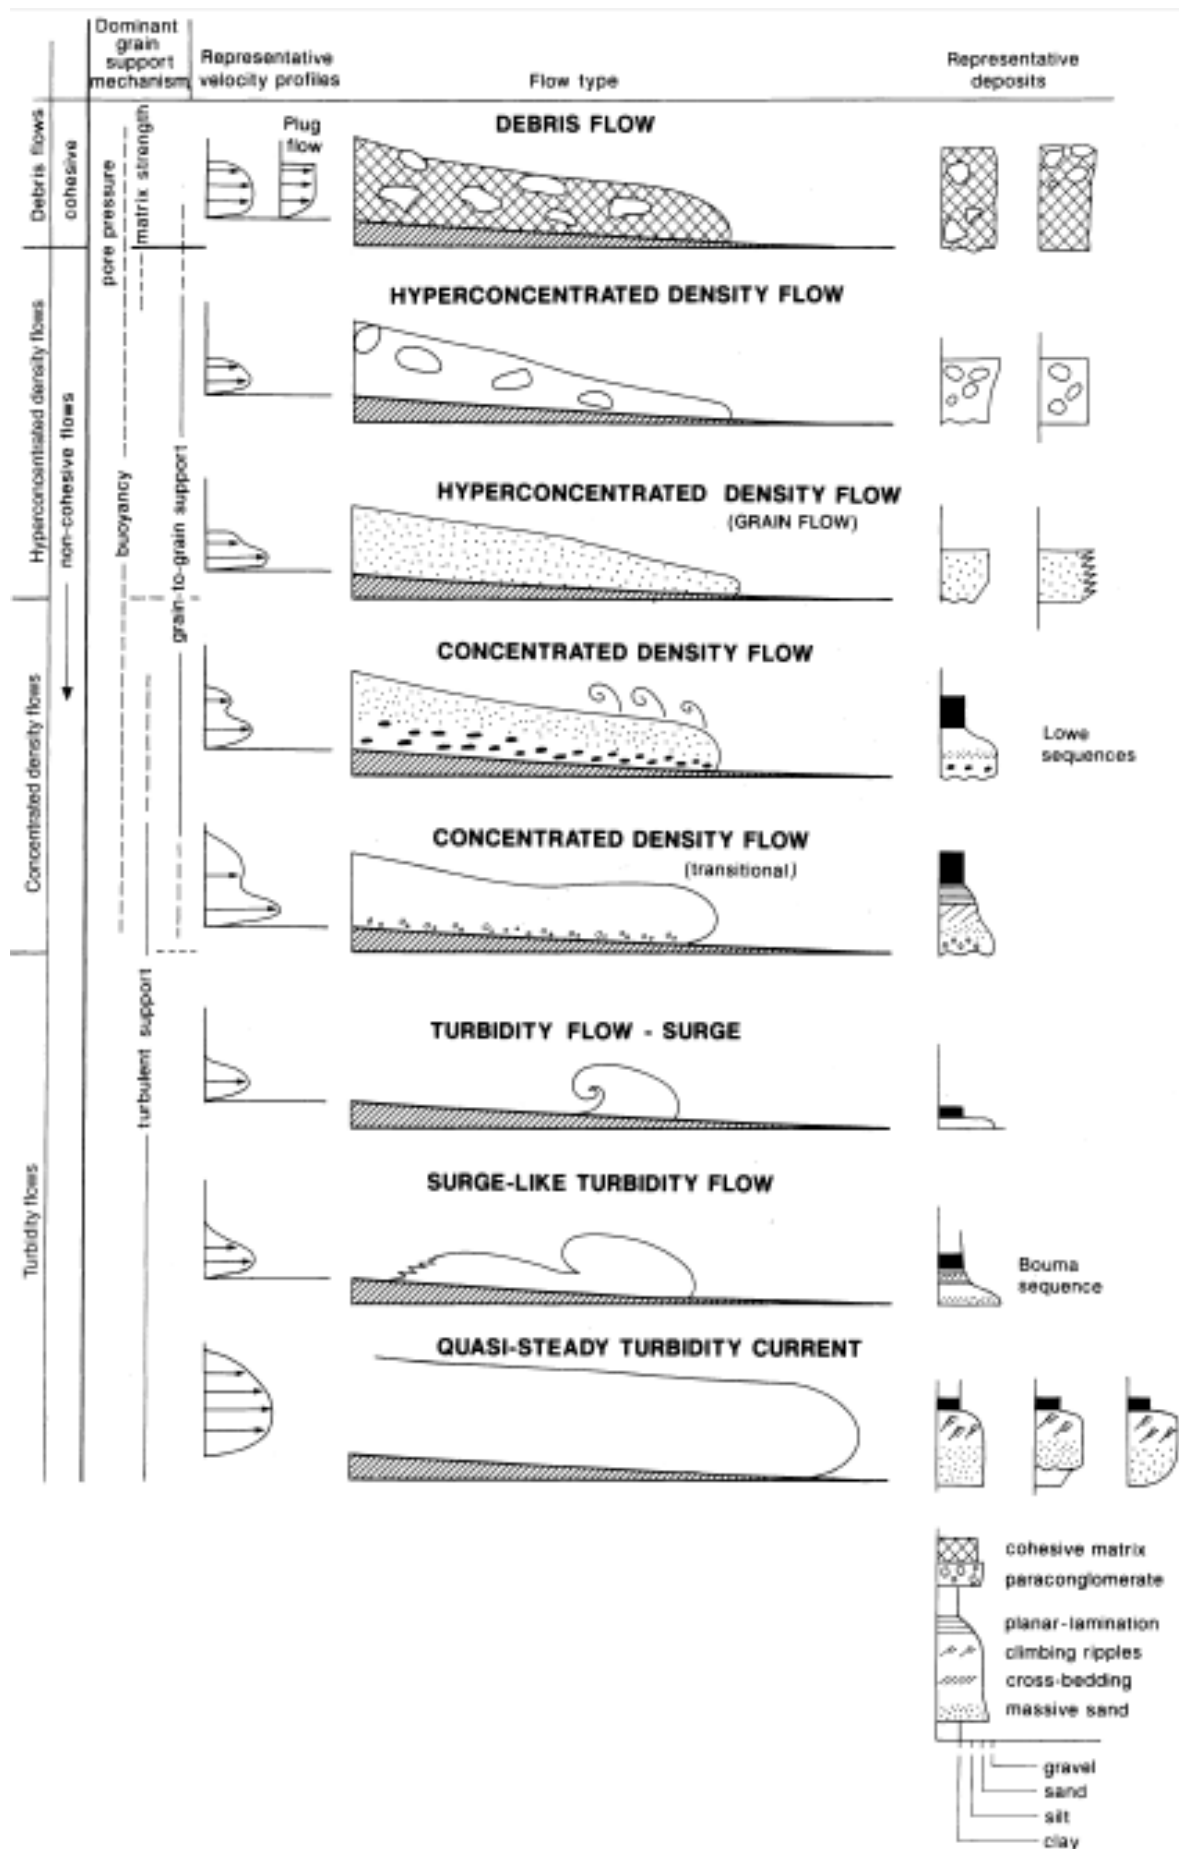 Dominant
grain
support
mechanism
Representative
velocity profiles
Flow type
Representative
deposits
Debris flows
cohesive
pore pressure
matrix strength
Plug
flow
DEBRIS FLOW
Hyperconcentrated density flows
non-cohesive flows
buoyancy
grain-to-grain support
HYPERCONCENTRATED DENSITY FLOW
HYPERCONCENTRATED DENSITY FLOW
(GRAIN FLOW)
Concentrated density flows
CONCENTRATED DENSITY FLOW
Lowe
sequences
CONCENTRATED DENSITY FLOW
(transitional)
Turbidity flows
turbulent support
TURBIDITY FLOW - SURGE
SURGE-LIKE TURBIDITY FLOW
Bouma
sequence
QUASI-STEADY TURBIDITY CURRENT
cohesive matrix
paraconglomerate
planar-lamination
climbing ripples
cross-bedding
massive sand
gravel
sand
silt
clay